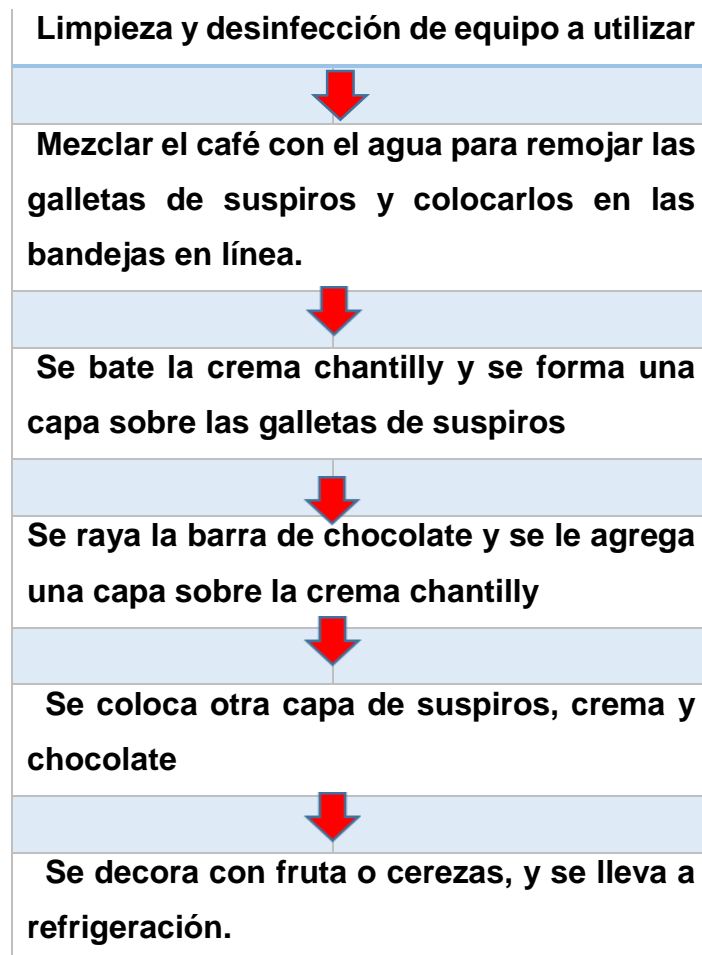 Limpieza y desinfección de equipo a utilizar
Mezclar el café con el agua para remojar las
galletas de suspiros y colocarlos en las
bandejas en línea.
Se bate la crema chantilly y se forma una
capa sobre las galletas de suspiros
Se raya la barra de chocolate y se le agrega
una capa sobre la crema chantilly
Se coloca otra capa de suspiros, crema y
chocolate
Se decora con fruta o cerezas, y se lleva a
refrigeración.